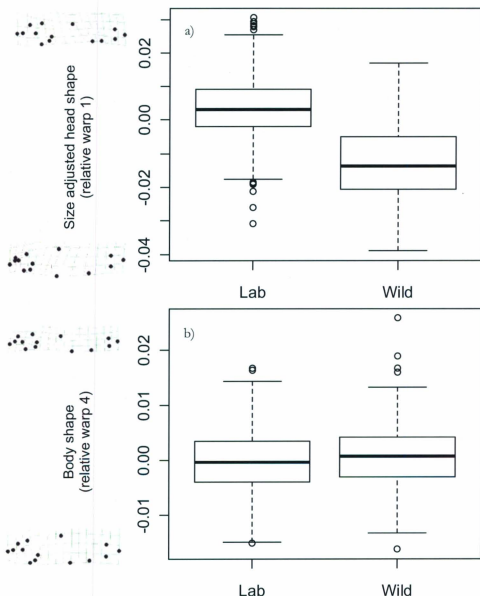 a)
Size adjusted head shape
(relative warp 1)
0.02
0.00
-0.02
-0.04
Lab Wild
b)
Body shape
(relative warp 4)
0.02
0.01
0.00
-0.01
Lab Wild